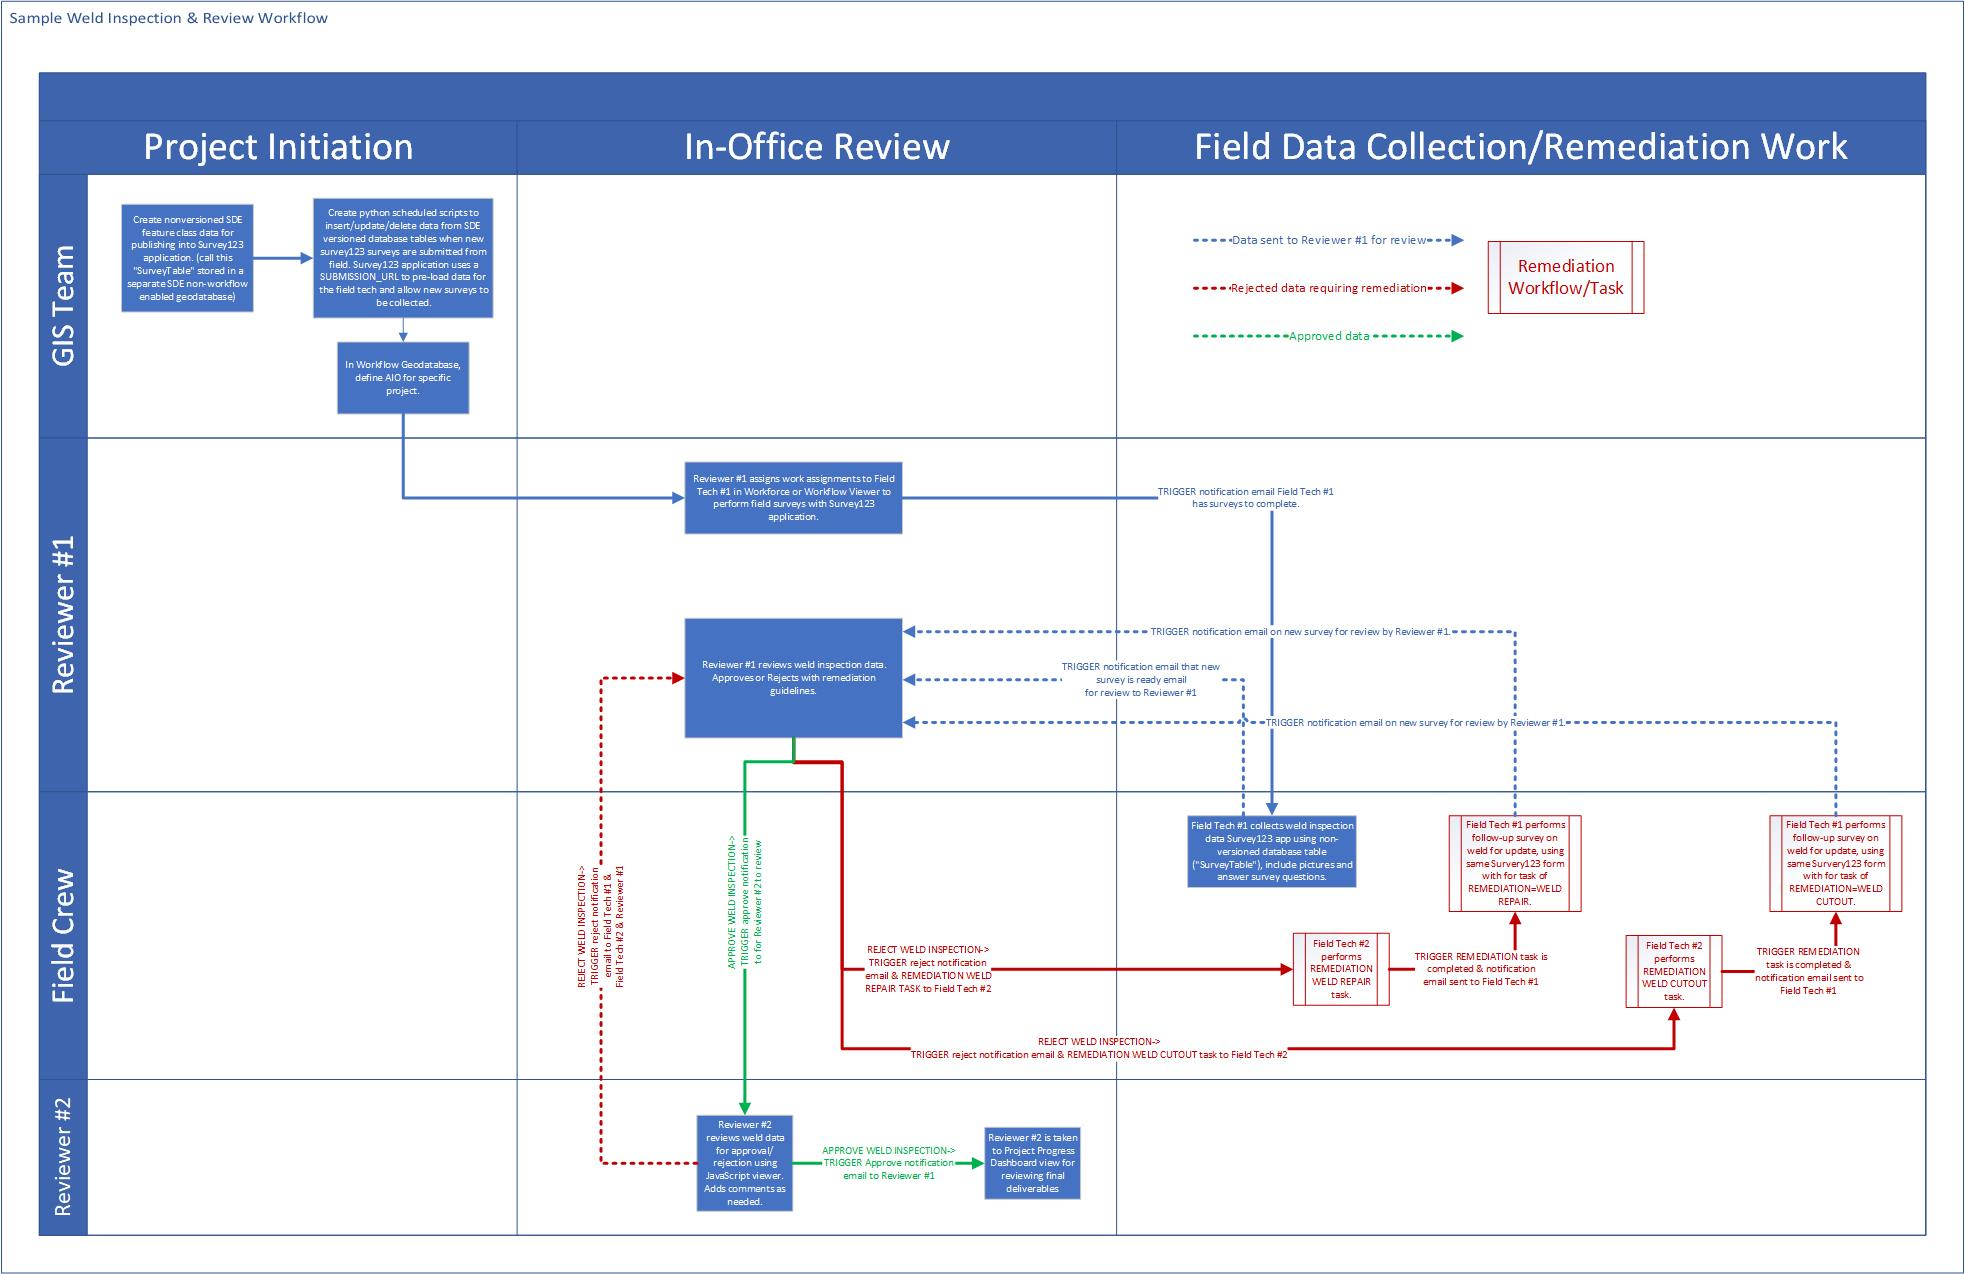 Sample Weld Inspection & Review Workflow
Project Initiation
In-Office Review
Field Data Collection/Remediation Work
GIS Team
Create nonversioned SDE
feature class data for
publishing into Survey123
application. (call this
"SurveyTable" stored in a
separate SDE non-workflow
enabled geodatabase)
Create python scheduled scripts to
insert/update/delete data from SDE
versioned database tables when new
survey123 surveys are submitted from
field. Survey123 application uses a
SUBMISSION_URL to pre-load data for
the field tech and allow new surveys to
be collected.
In Workflow Geodatabase,
define AIO for specific
project.
Data sent to Reviewer #1 for review
Rejected data requiring remediation
Approved data
Remediation
Workflow/Task
Reviewer #1
Reviewer #1 assigns work assignments to Field
Tech #1 in Workforce or Workflow Viewer to
perform field surveys with Survey123
application.
TRIGGER notification email Field Tech #1
has surveys to complete.
Reviewer #1 reviews weld inspection data.
Approves or Rejects with remediation
guidelines.
TRIGGER notification email on new survey for review by Reviewer #1.
TRIGGER notification email that new
survey is ready email
for review to Reviewer #1
TRIGGER notification email on new survey for review by Reviewer #1.
Field Crew
REJECT WELD INSPECTION->
TRIGGER reject notification
email to Field Tech #1 &
Field Tech #2 & Reviewer #1
APPROVE WELD INSPECTION->
TRIGGER approve notification
to for Reviewer #2 to review
Field Tech #1 collects weld inspection
data Survey123 app using non-
versioned database table
("SurveyTable"), include pictures and
answer survey questions.
Field Tech #1 performs
follow-up survey on
weld for update, using
same Survery123 form
with for task of
REMEDIATION=WELD
REPAIR.
Field Tech #1 performs
follow-up survey on
weld for update, using
same Survery123 form
with for task of
REMEDIATION=WELD
CUTOUT.
REJECT WELD INSPECTION->
TRIGGER reject notification
email & REMEDIATION WELD
REPAIR TASK to Field Tech #2
Field Tech #2
performs
REMEDIATION
WELD REPAIR
task.
TRIGGER REMEDIATION task is
completed & notification
email sent to Field Tech #1
Field Tech #2
performs
REMEDIATION
WELD CUTOUT
task.
TRIGGER REMEDIATION
task is completed &
notification email sent to
Field Tech #1
REJECT WELD INSPECTION->
TRIGGER reject notification email & REMEDIATION WELD CUTOUT task to Field Tech #2
Reviewer #2
Reviewer #2
reviews weld data
for approval/
rejection using
JavaScript viewer.
Adds comments as
needed.
APPROVE WELD INSPECTION->
TRIGGER Approve notification
email to Reviewer #1
Reviewer #2 is taken
to Project Progress
Dashboard view for
reviewing final
deliverables